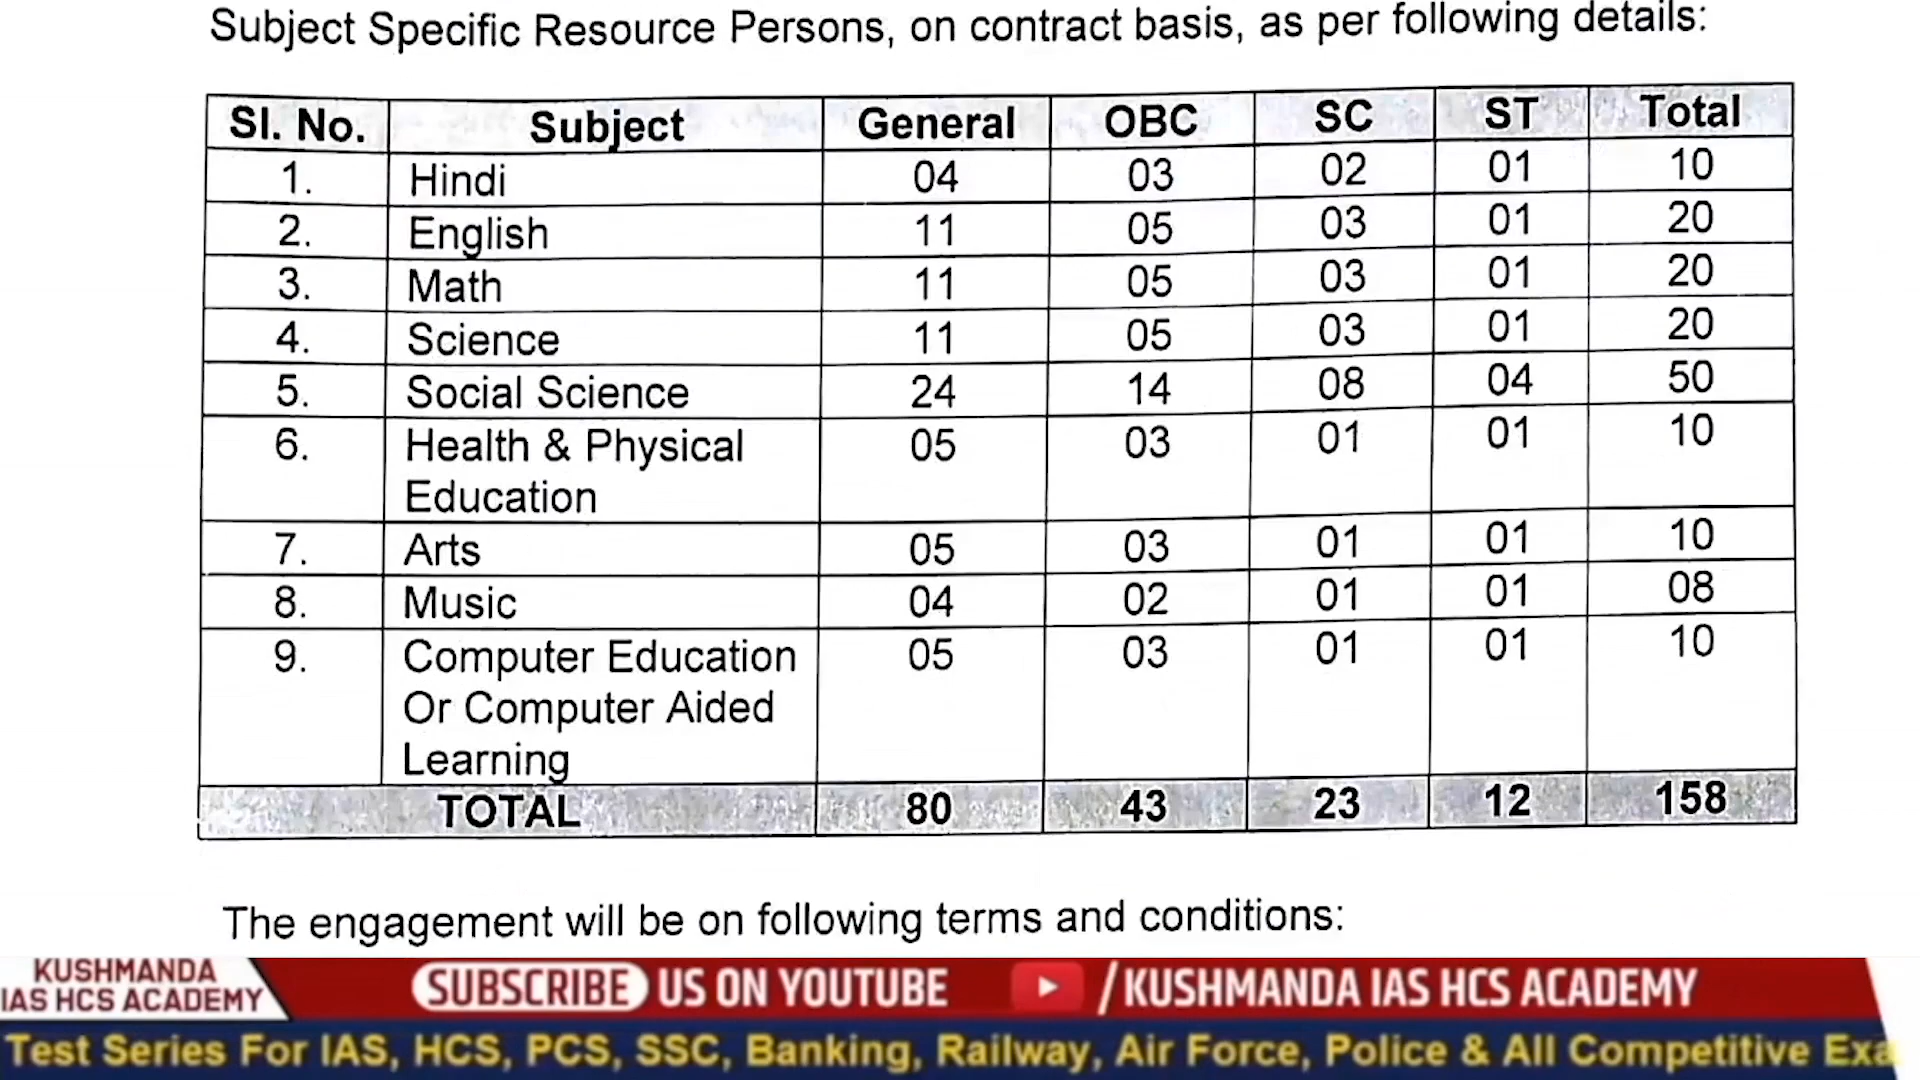 Subject Specific Resource Persons, on contract basis, as per following details:
Sl. No. Subject General OBC SC ST Total
1. Hindi 04 03 02 01 10
2. English 11 05 03 01 20
3. Math 11 05 03 01 20
4. Science 11 05 03 01 20
5. Social Science 24 14 08 04 50
6. Health & Physical 05 03 01 01 10
Education
7. Arts 05 03 01 01 10
8. Music 04 02 01 01 08
9. Computer Education 05 03 01 01 10
Or Computer Aided
Learning
TOTAL 80 43 23 12 158
The engagement will be on following terms and conditions:
KUSHMANDA
IAS HCS ACADEMY
SUBSCRIBE US ON YOUTUBE /KUSHMANDA IAS HCS ACADEMY
Test Series For IAS, HCS, PCS, SSC, Banking, Railway, Air Force, Police & All Competitive Exa